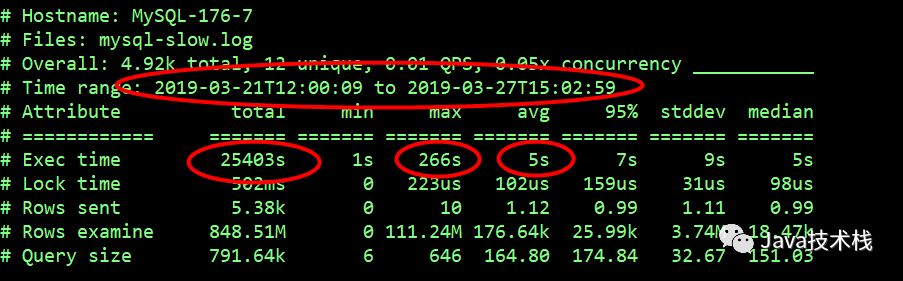 # Hostname: MySQL-176-7
# Files: mysql-slow.log
# Overall: 4.92k total, 12 unique, 0.01 QPS, 0.05x concurrency ___________
# Time range: 2019-03-21T12:00:09 to 2019-03-27T15:02:59
# Attribute total min max avg 95% stddev median
# ============ ======= ======= ======= ======= ======= ======= =======
# Exec time 25403s 1s 266s 5s 7s 9s 5s
# Lock time 502ms 0 223us 102us 159us 31us 98us
# Rows sent 5.38k 0 10 1.12 0.99 1.11 0.99
# Rows examine 848.51M 0 111.24M 176.64k 25.99k 3.74M 18.47k
# Query size 791.64k 6 646 164.80 174.84 32.67 151.03
Java技术栈